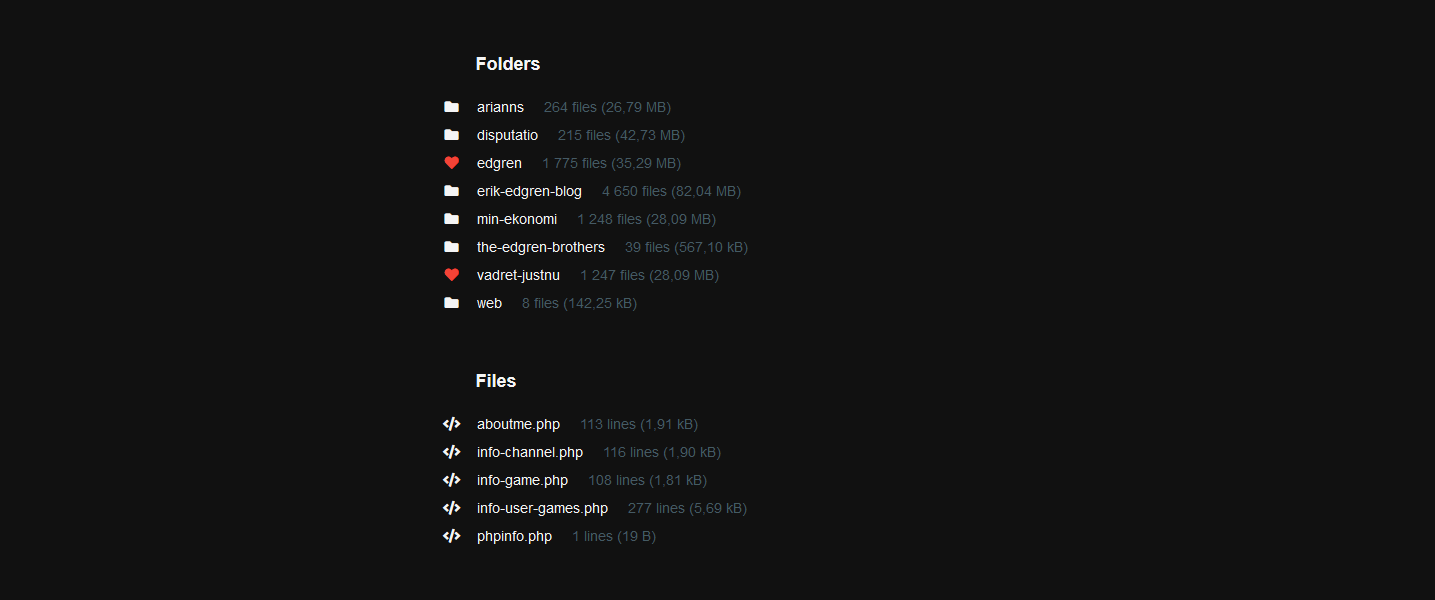 Folders
arianns 264 files (26,79 MB)
disputatio 215 files (42,73 MB)
edgren 1 775 files (35,29 MB)
erik-edgren-blog 4 650 files (82,04 MB)
min-ekonomi 1 248 files (28,09 MB)
the-edgren-brothers 39 files (567,10 kB)
vadret-justnu 1 247 files (28,09 MB)
web 8 files (142,25 kB)
Files
aboutme.php 113 lines (1,91 kB)
info-channel.php 116 lines (1,90 kB)
info-game.php 108 lines (1,81 kB)
info-user-games.php 277 lines (5,69 kB)
phpinfo.php 1 lines (19 B)